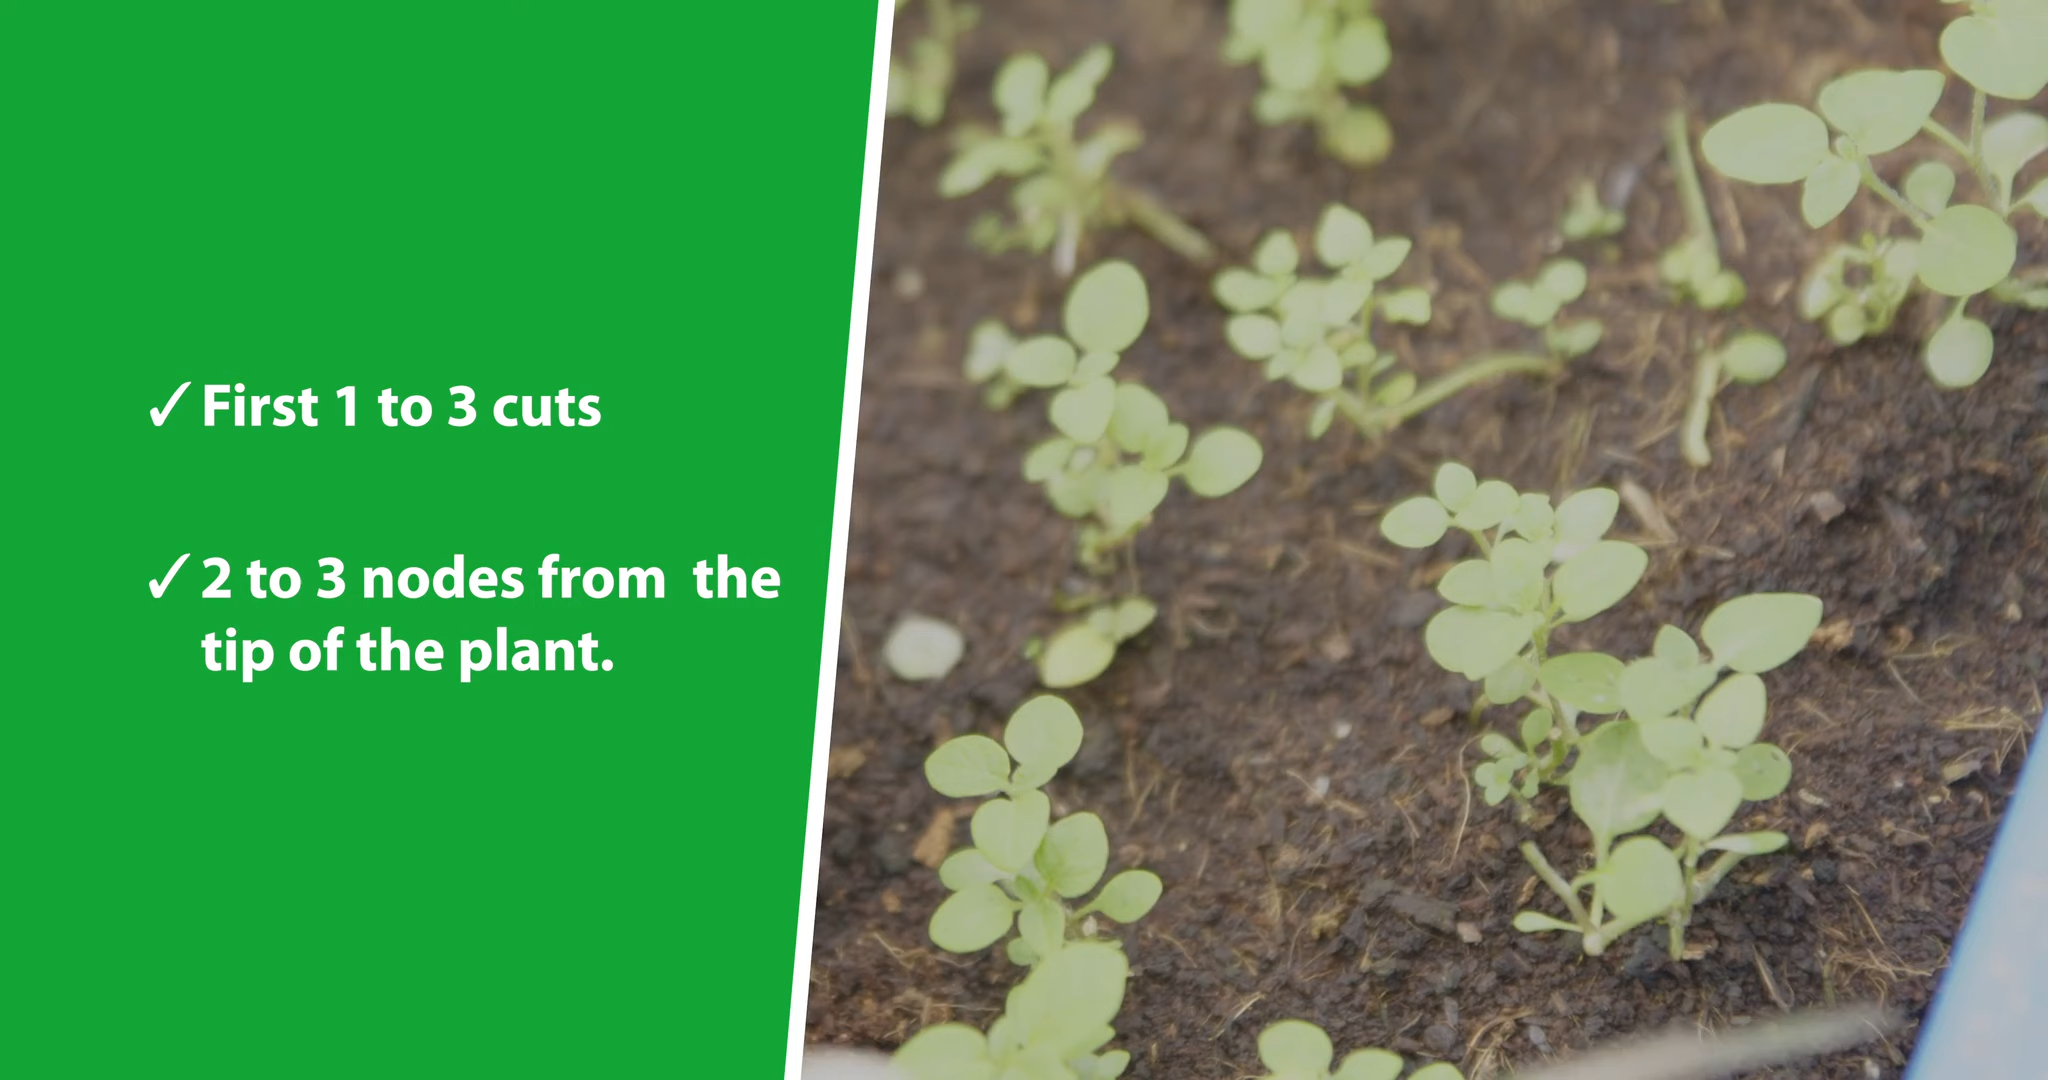 ✓First 1 to 3 cuts
✓2 to 3 nodes from  the
tip of the plant.